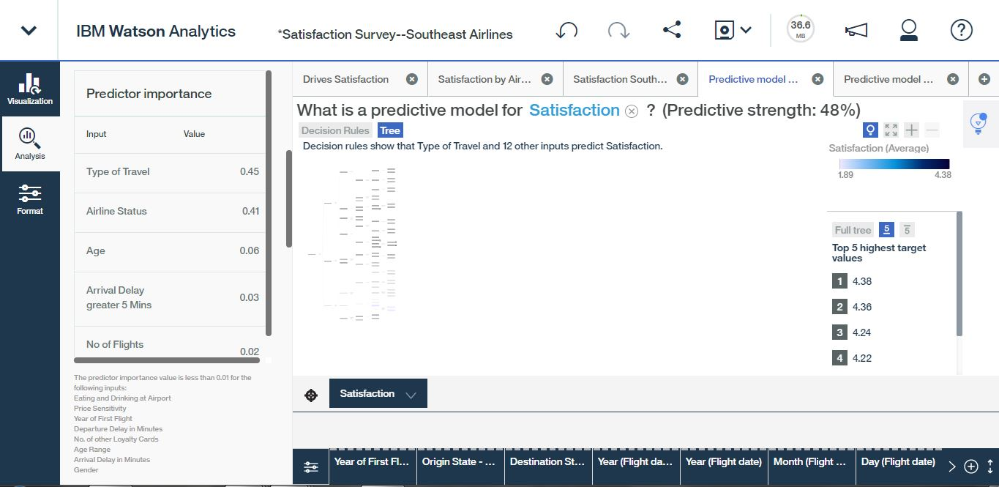 IBM Watson Analytics
*Satisfaction Survey--Southeast Airlines
36.6
MB
?
Visualization
Analysis
Format
Predictor importance
Input Value
Type of Travel 0.45
Airline Status 0.41
Age 0.06
Arrival Delay
greater 5 Mins 0.03
No of Flights 0.02
The predictor importance value is less than 0.01 for the
following inputs:
Eating and Drinking at Airport
Price Sensitivity
Year of First Flight
Departure Delay in Minutes
No. of other Loyalty Cards
Age Range
Arrival Delay in Minutes
Gender
Drives Satisfaction
Satisfaction by Air...
Satisfaction South...
Predictive model ...
Predictive model ...
What is a predictive model for Satisfaction ? (Predictive strength: 48%)
Decision Rules Tree
Decision rules show that Type of Travel and 12 other inputs predict Satisfaction.
Satisfaction (Average)
1.89 4.38
Full tree 5 5
Top 5 highest target
values
1 4.38
2 4.36
3 4.24
4 4.22
Satisfaction
Year of First Fl...
Origin State - ...
Destination St...
Year (Flight da...
Year (Flight date)
Month (Flight ...
Day (Flight date)